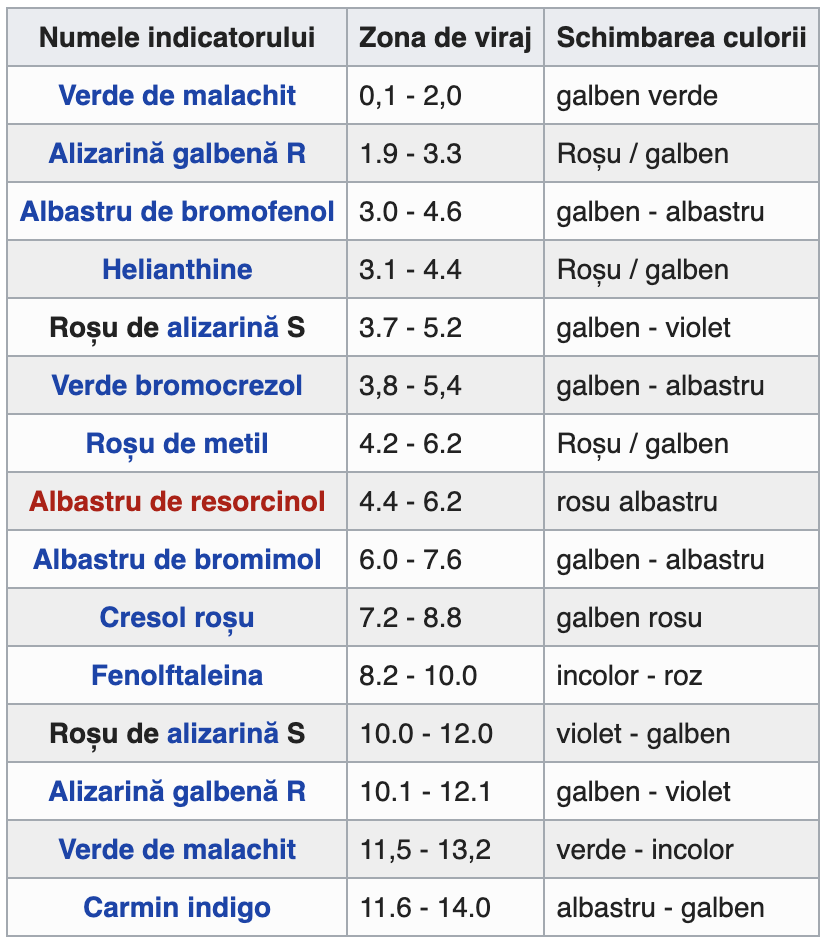 Numele indicatorului Zona de viraj Schimbarea culorii
Verde de malachit 0,1 - 2,0 galben verde
Alizarină galbenă R 1.9 - 3.3 Roșu / galben
Albastru de bromofenol 3.0 - 4.6 galben - albastru
Helianthine 3.1 - 4.4 Roșu / galben
Roșu de alizarină S 3.7 - 5.2 galben - violet
Verde bromocrezol 3,8 - 5,4 galben - albastru
Roșu de metil 4.2 - 6.2 Roșu / galben
Albastru de resorcinol 4.4 - 6.2 rosu albastru
Albastru de bromimol 6.0 - 7.6 galben - albastru
Cresol roșu 7.2 - 8.8 galben rosu
Fenolftaleina 8.2 - 10.0 incolor - roz
Roșu de alizarină S 10.0 - 12.0 violet - galben
Alizarină galbenă R 10.1 - 12.1 galben - violet
Verde de malachit 11,5 - 13,2 verde - incolor
Carmin indigo 11.6 - 14.0 albastru - galben